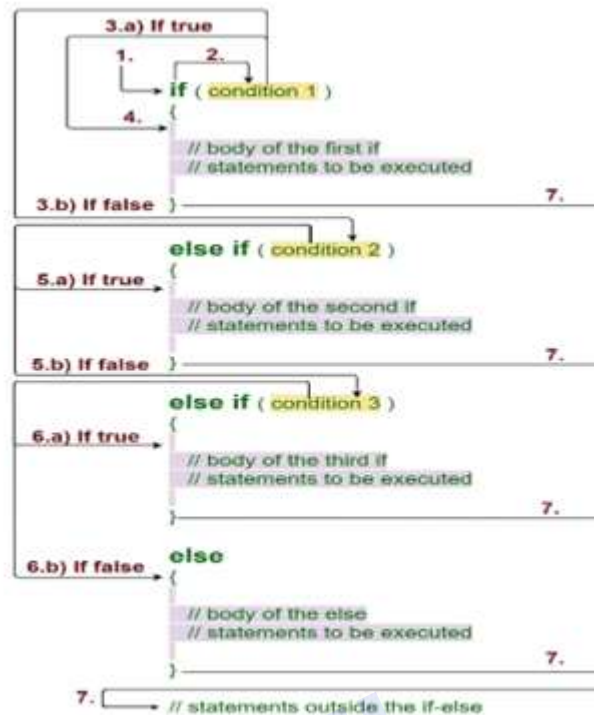 3.a) If true
1. 2.
if ( condition 1 )
{
4.
// body of the first if
// statements to be executed
3.b) If false } 7.
else if ( condition 2 )
{
5.a) If true
// body of the second if
// statements to be executed
} 7.
5.b) If false
else if ( condition 3 )
{
6.a) If true
// body of the third if
// statements to be executed
} 7.
else
6.b) If false {
// body of the else
// statements to be executed
} 7.
7. // statements outside the if-else